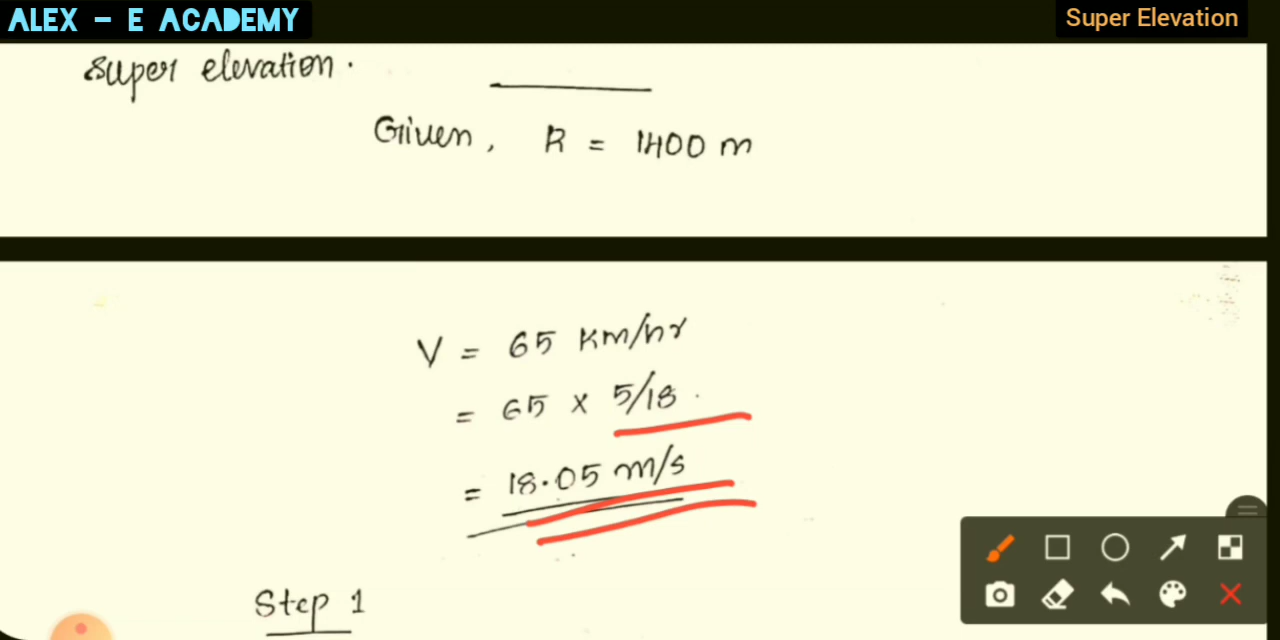 ALEX - E ACADEMY
Super Elevation
Super elevation.
Given, R = 1400 m
V = 65 Km/hr
= 65 x 5/18.
= 18.05 m/s
Step 1